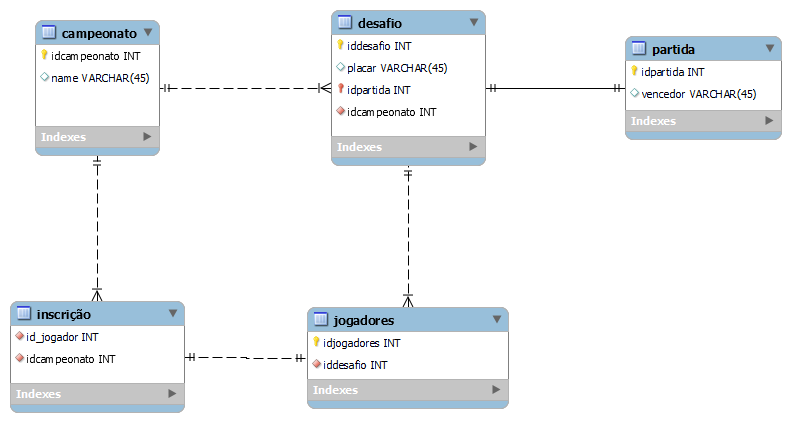 campeonato
idcampeonato INT
name VARCHAR(45)
Indexes
desafio
iddesafio INT
placar VARCHAR(45)
idpartida INT
idcampeonato INT
Indexes
partida
idpartida INT
vencedor VARCHAR(45)
Indexes
inscrição
id_jogador INT
idcampeonato INT
Indexes
jogadores
idjogadores INT
iddesafio INT
Indexes